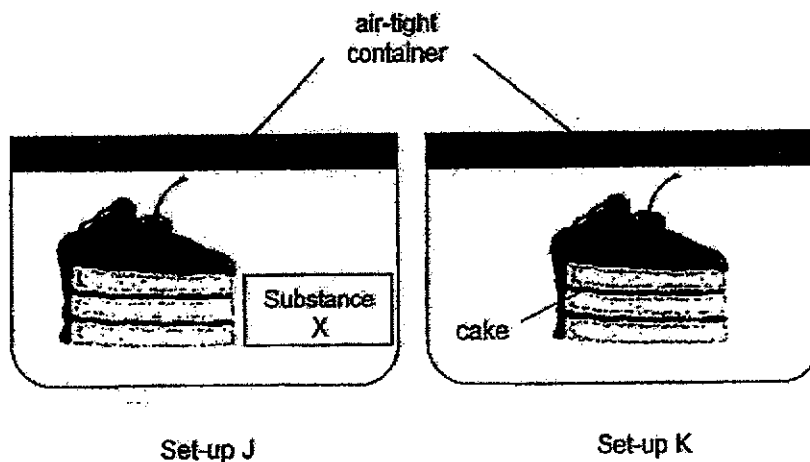 air-tight
container
Substance
X
cake
Set-up J
Set-up K